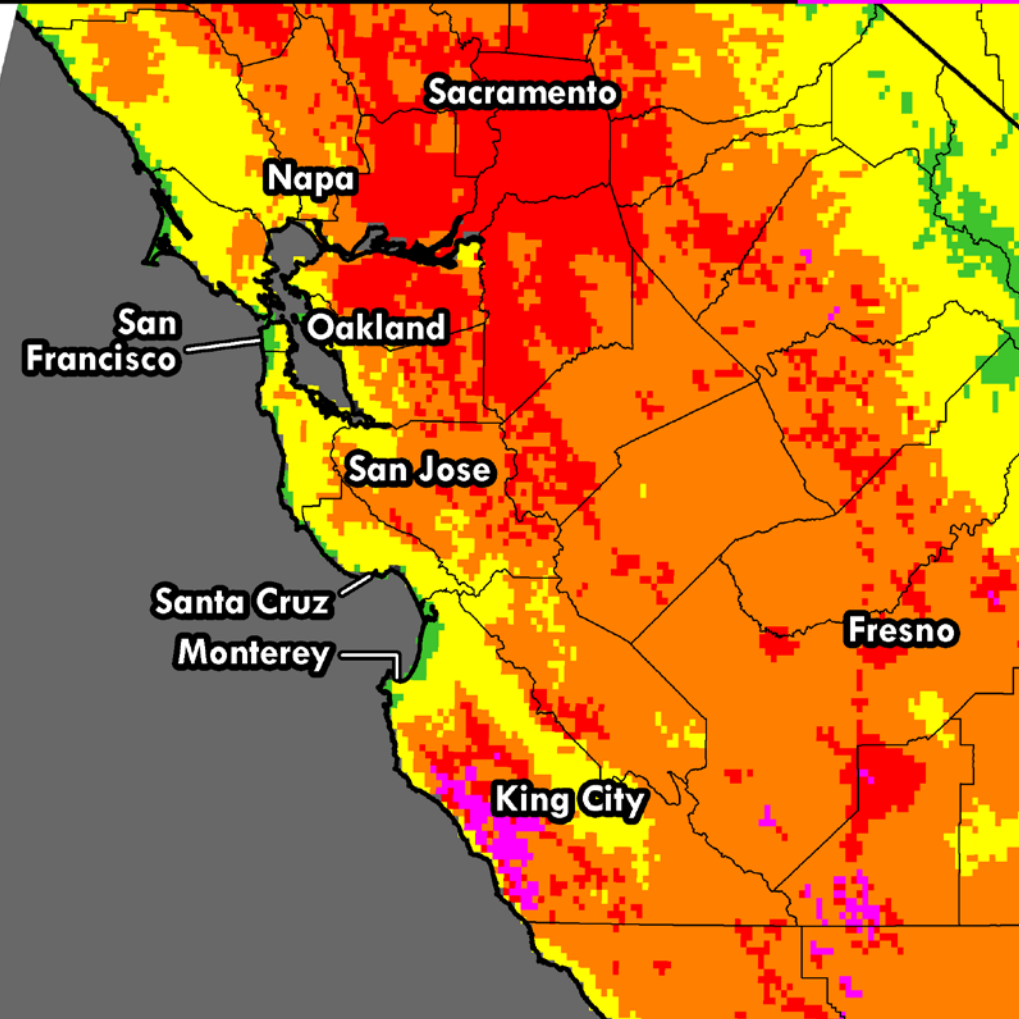 Sacramento
Napa
San
Francisco
Oakland
San Jose
Santa Cruz
Monterey
Fresno
King City